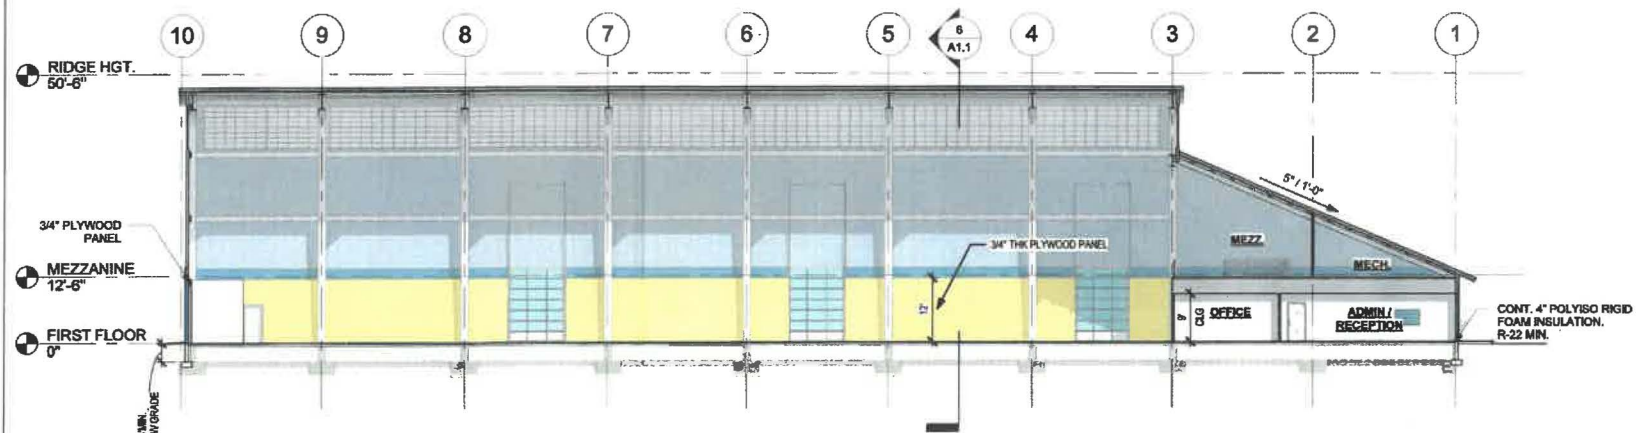 10
9
8
7
6
5
6
A1.1
4
3
2
1
RIDGE HGT.
50'-6"
5" / 1'-0"
3/4" PLYWOOD
PANEL
3/4" THK PLYWOOD PANEL
MEZZ.
MECH.
MEZZANINE
12'-6"
12'
9'
CLG
OFFICE
ADMIN /
RECEPTION
CONT. 4" POLYISO RIGID
FOAM INSULATION.
R-22 MIN.
FIRST FLOOR
0"
MIN.
GRADE